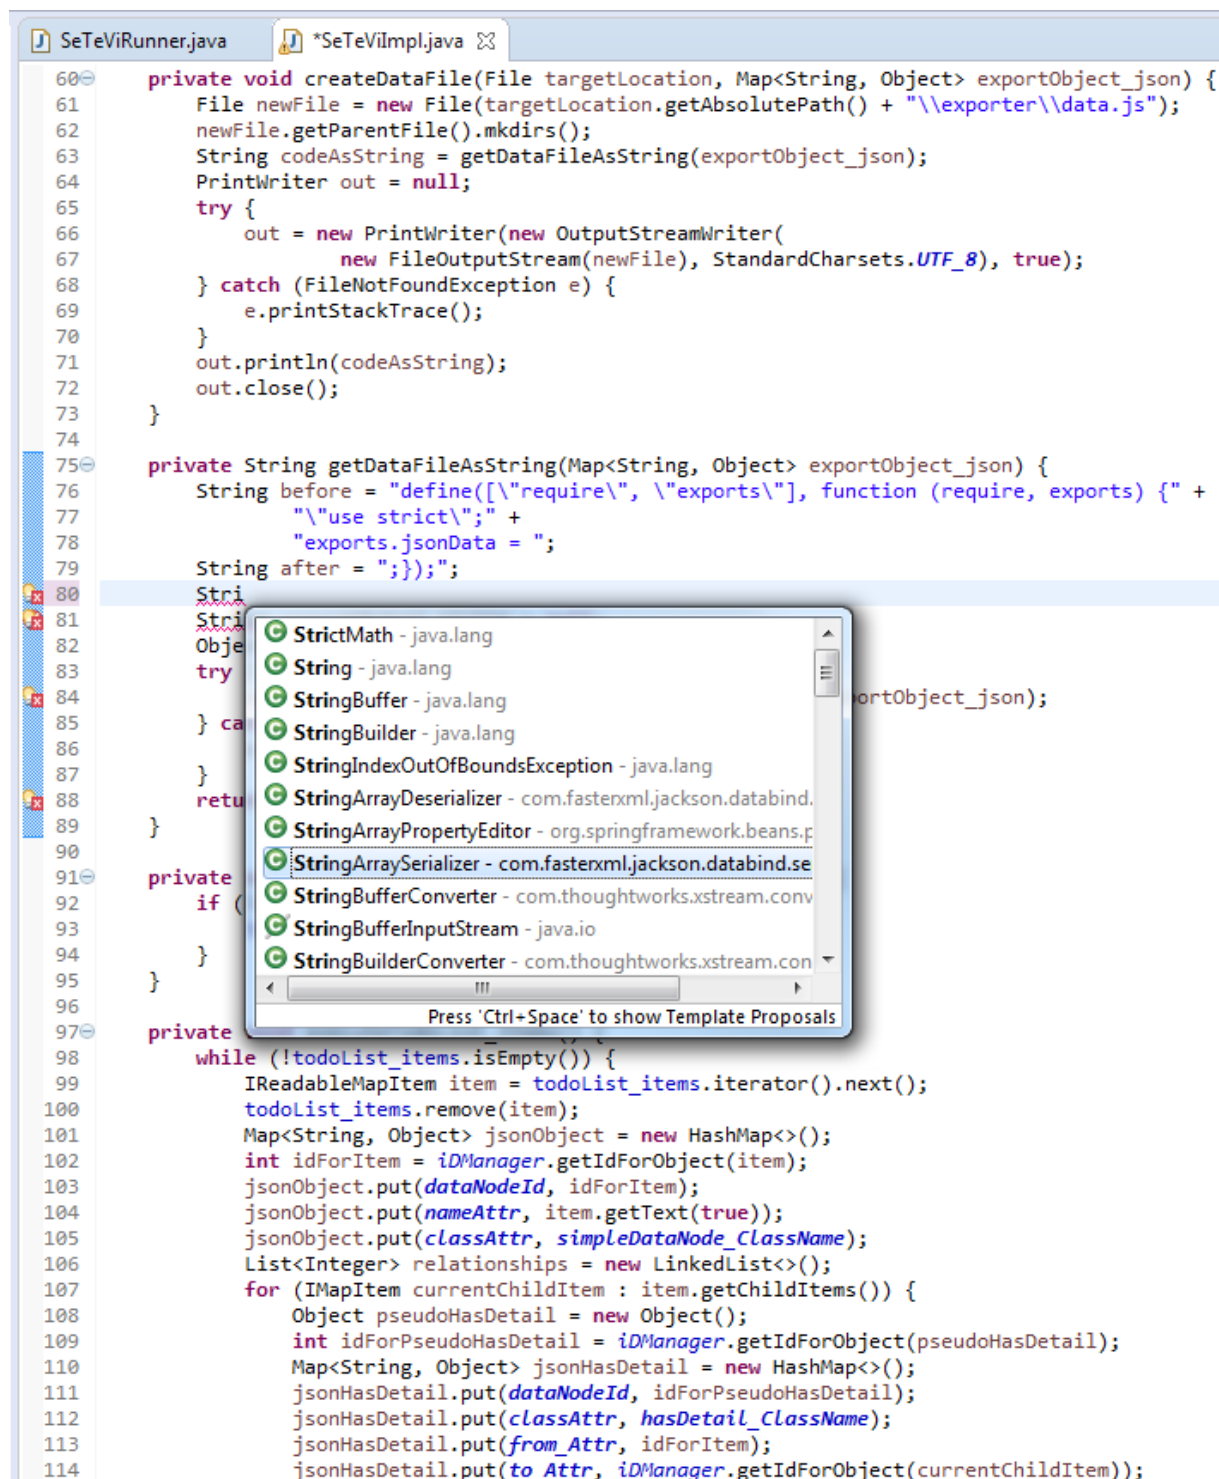 SeTeViRunner.java
*SeTeViImpl.java
60 private void createDataFile(File targetLocation, Map<String, Object> exportObject_json) {
61 File newFile = new File(targetLocation.getAbsolutePath() + "\\exporter\\data.js");
62 newFile.getParentFile().mkdirs();
63 String codeAsString = getDataFileAsString(exportObject_json);
64 PrintWriter out = null;
65 try {
66 out = new PrintWriter(new OutputStreamWriter(
67 new FileOutputStream(newFile), StandardCharsets.UTF_8), true);
68 } catch (FileNotFoundException e) {
69 e.printStackTrace();
70 }
71 out.println(codeAsString);
72 out.close();
73 }
74
75 private String getDataFileAsString(Map<String, Object> exportObject_json) {
76 String before = "define([\"require\", \"exports\"], function (require, exports) {" +
77 "\"use strict\";" +
78 "exports.jsonData = ";
79 String after = ";});";
80 Stri
81 Stri
82 Obje
83 try
84 ortObject_json);
85 } ca
86
87 }
88 retu
89 }
90
91 private
92 if (
93
94 }
95 }
96
97 private
StrictMath - java.lang
String - java.lang
StringBuffer - java.lang
StringBuilder - java.lang
StringIndexOutOfBoundsException - java.lang
StringArrayDeserializer - com.fasterxml.jackson.databind.
StringArrayPropertyEditor - org.springframework.beans.p
StringArraySerializer - com.fasterxml.jackson.databind.se
StringBufferConverter - com.thoughtworks.xstream.conv
StringBufferInputStream - java.io
StringBuilderConverter - com.thoughtworks.xstream.con
Press 'Ctrl+Space' to show Template Proposals
98 while (!todoList_items.isEmpty()) {
99 IReadableMapItem item = todoList_items.iterator().next();
100 todoList_items.remove(item);
101 Map<String, Object> jsonObject = new HashMap<>();
102 int idForItem = iDManager.getIdForObject(item);
103 jsonObject.put(dataNodeId, idForItem);
104 jsonObject.put(nameAttr, item.getText(true));
105 jsonObject.put(classAttr, simpleDataNode_ClassName);
106 List<Integer> relationships = new LinkedList<>();
107 for (IMapItem currentChildItem : item.getChildItems()) {
108 Object pseudoHasDetail = new Object();
109 int idForPseudoHasDetail = iDManager.getIdForObject(pseudoHasDetail);
110 Map<String, Object> jsonHasDetail = new HashMap<>();
111 jsonHasDetail.put(dataNodeId, idForPseudoHasDetail);
112 jsonHasDetail.put(classAttr, hasDetail_ClassName);
113 jsonHasDetail.put(from_Attr, idForItem);
114 jsonHasDetail.put(to_Attr, iDManager.getIdForObject(currentChildItem));